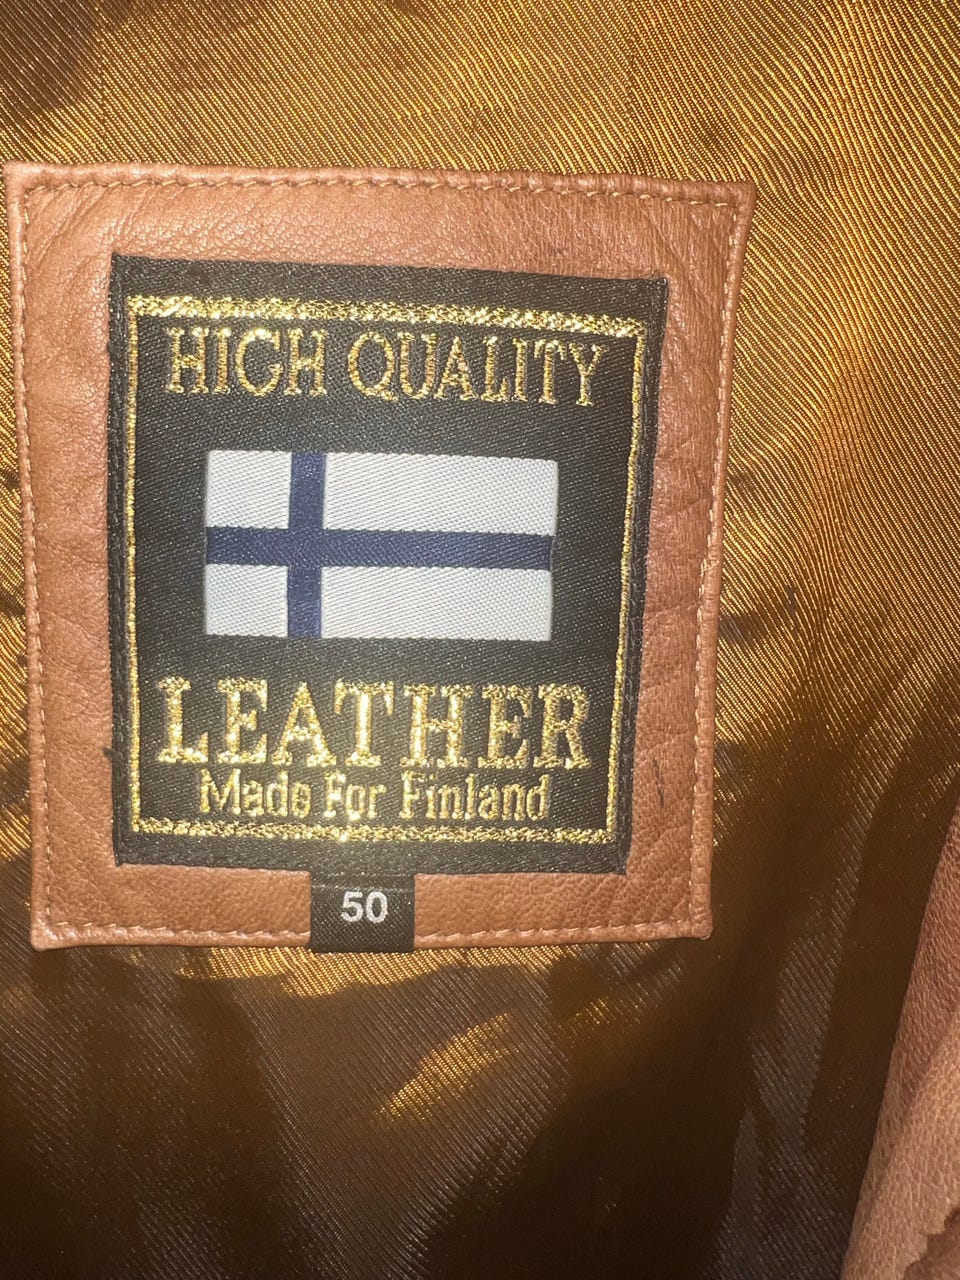 HIGH QUALITY
LEATHER
Made For Finland
50